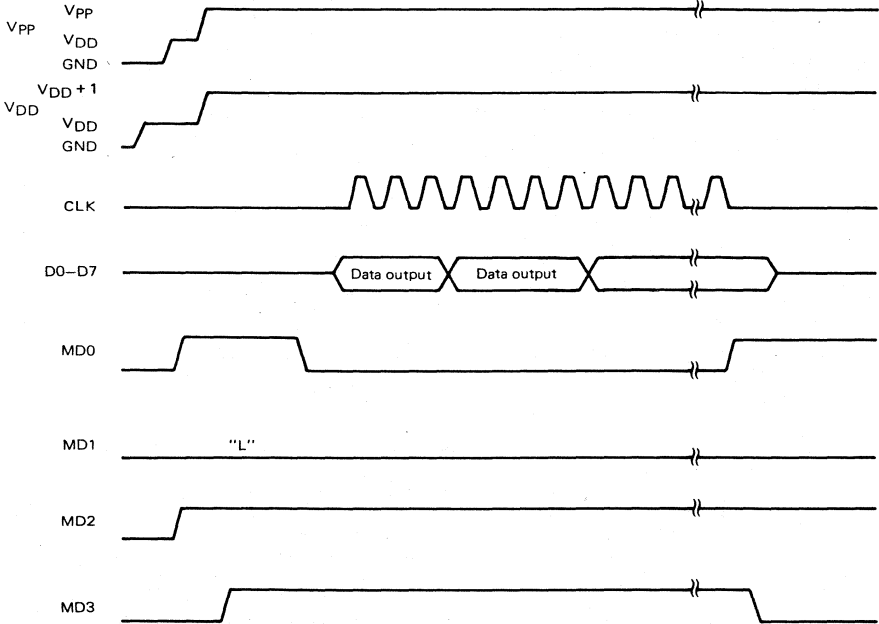 VPP
VPP
VDD
GND
VDD + 1
VDD
VDD
GND
CLK
D0–D7
Data output
Data output
MD0
MD1
"L"
MD2
MD3